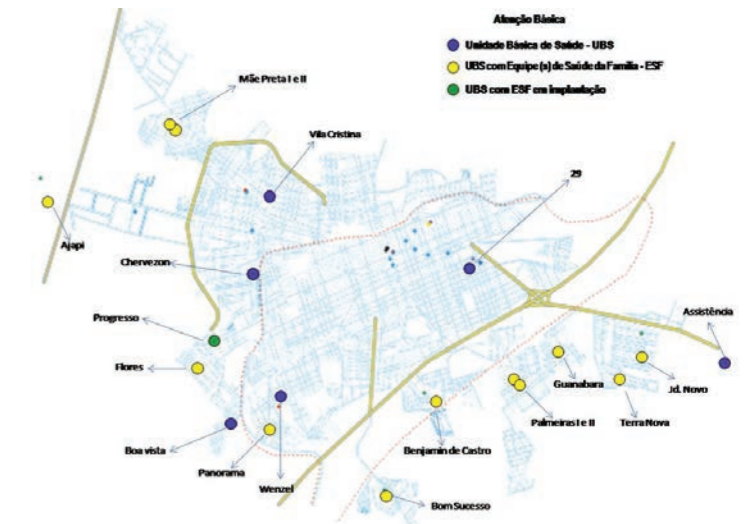 Atenção Básica
Unidade Básica de Saúde - UBS
UBS com Equipe (s) de Saúde da Família - ESF
UBS com ESF em implantação
Mãe Preta I e II
Vila Cristina
29
Ajapi
Chervezon
Progresso
Assistência
Flores
Guanabara
Jd. Novo
Palmeiras I e II
Terra Nova
Boa vista
Panorama
Benjamin de Castro
Wenzel
Bom Sucesso